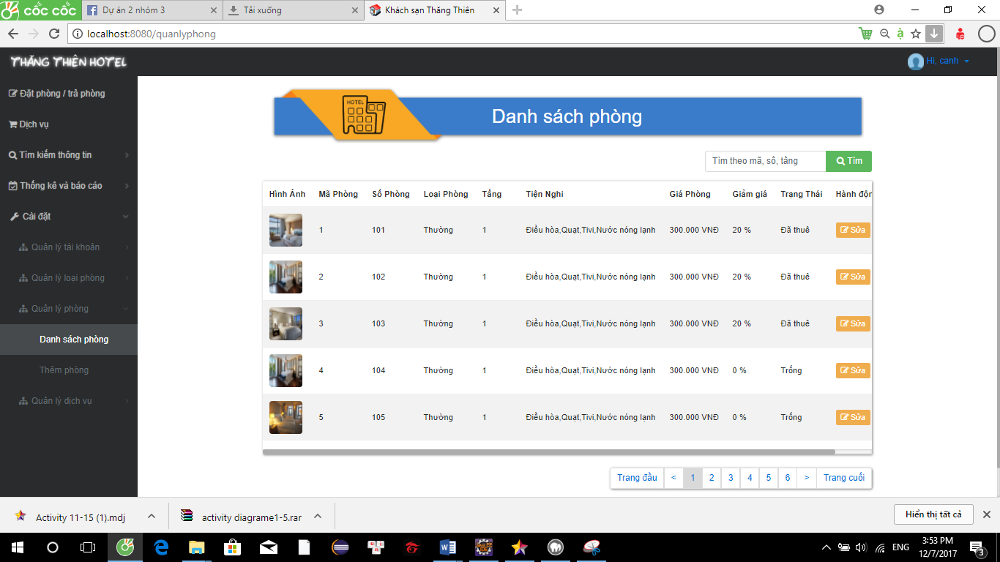 cốc cốc
Dự án 2 nhóm 3
Tải xuống
Khách sạn Thăng Thiên
localhost:8080/quanlyphong
THĂNG THIÊN HOTEL
Hi, canh
Đặt phòng / trả phòng
Dịch vụ
Tìm kiếm thông tin
Thống kê và báo cáo
Cài đặt
Quản lý tài khoản
Quản lý loại phòng
Quản lý phòng
Danh sách phòng
Thêm phòng
Quản lý dịch vụ
HOTEL
Danh sách phòng
Tìm theo mã, số, tầng
Tìm
Hình Ảnh Mã Phòng Số Phòng Loại Phòng Tầng Tiện Nghi Giá Phòng Giảm giá Trạng Thái Hành độn
1 101 Thường 1 Điều hòa,Quạt,Tivi,Nước nóng lạnh 300.000 VNĐ 20 % Đã thuê Sửa
2 102 Thường 1 Điều hòa,Quạt,Tivi,Nước nóng lạnh 300.000 VNĐ 20 % Đã thuê Sửa
3 103 Thường 1 Điều hòa,Quạt,Tivi,Nước nóng lạnh 300.000 VNĐ 20 % Đã thuê Sửa
4 104 Thường 1 Điều hòa,Quạt,Tivi,Nước nóng lạnh 300.000 VNĐ 0 % Trống Sửa
5 105 Thường 1 Điều hòa,Quạt,Tivi,Nước nóng lạnh 300.000 VNĐ 0 % Trống Sửa
Trang đầu < 1 2 3 4 5 6 > Trang cuối
Activity 11-15 (1).mdj
activity diagrame1-5.rar
Hiển thị tất cả
ENG
3:53 PM
12/7/2017
3